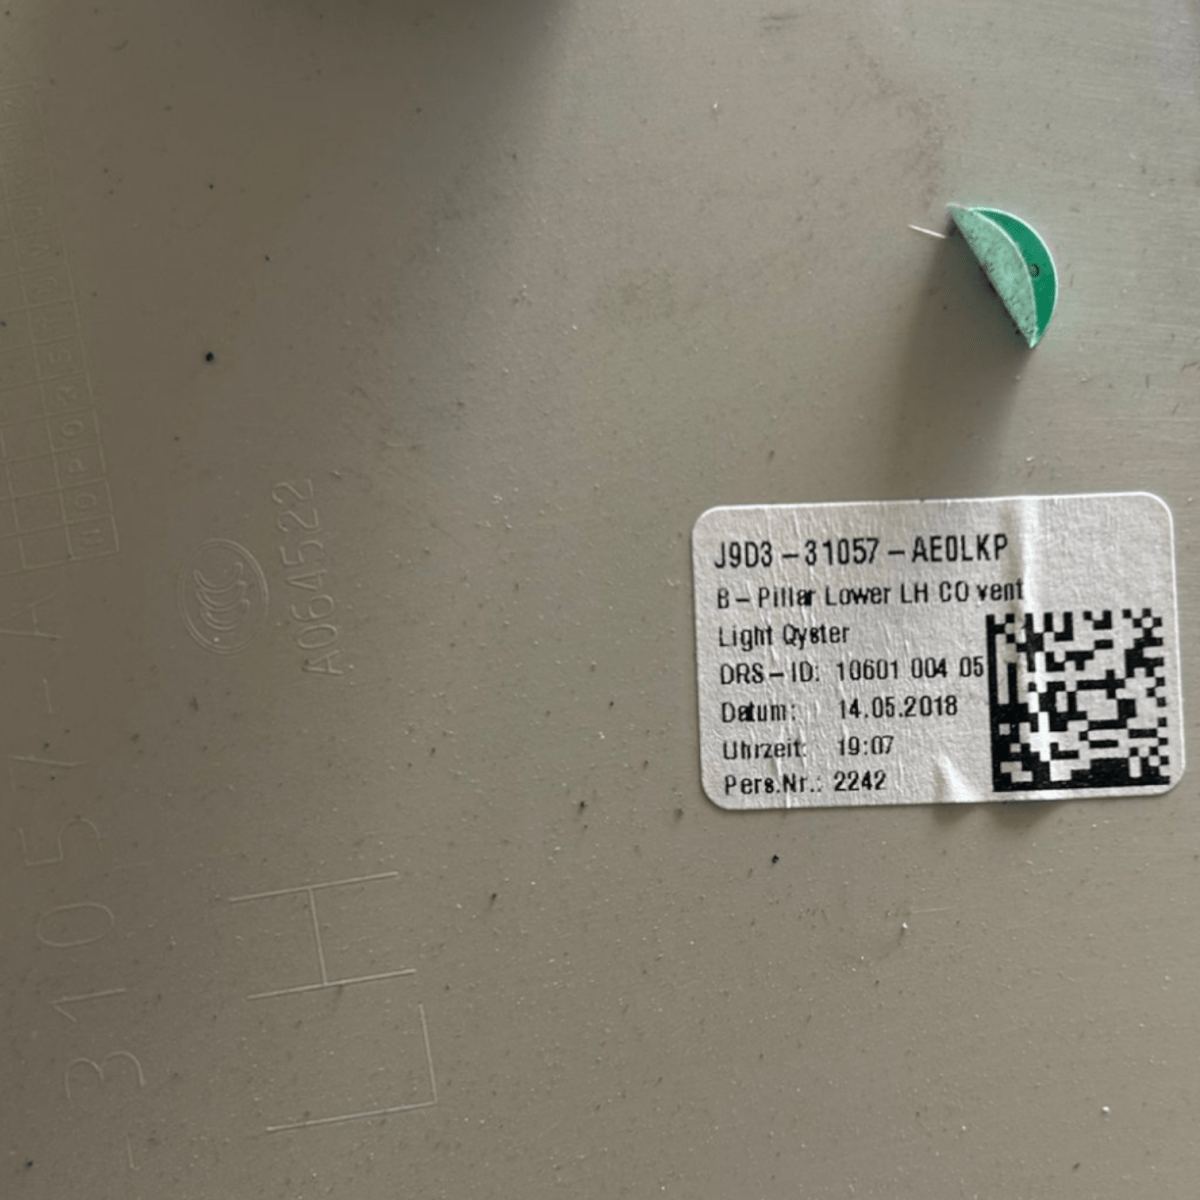 J9D3-31057-AE0LKP
B-Pillar Lower LH CO vent
Light Oyster
DRS-ID: 10601 004 05
Datum: 14.05.2018
Uhrzeit: 19:07
Pers.Nr.: 2242
A064522
LH
-31057-A